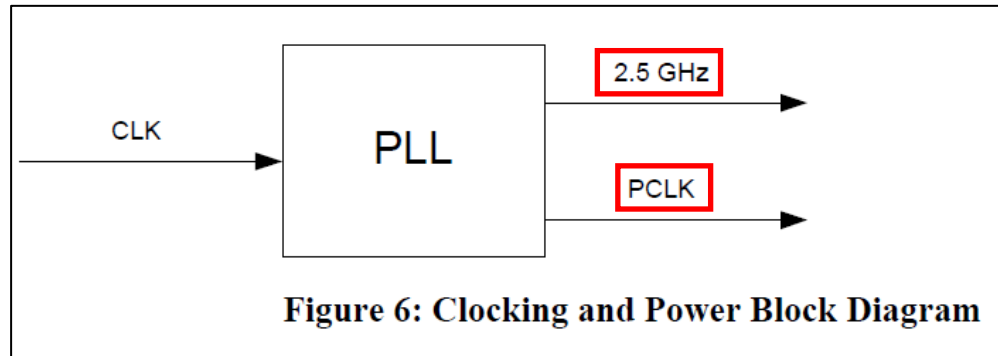 2.5 GHz
CLK
PLL
PCLK
Figure 6: Clocking and Power Block Diagram